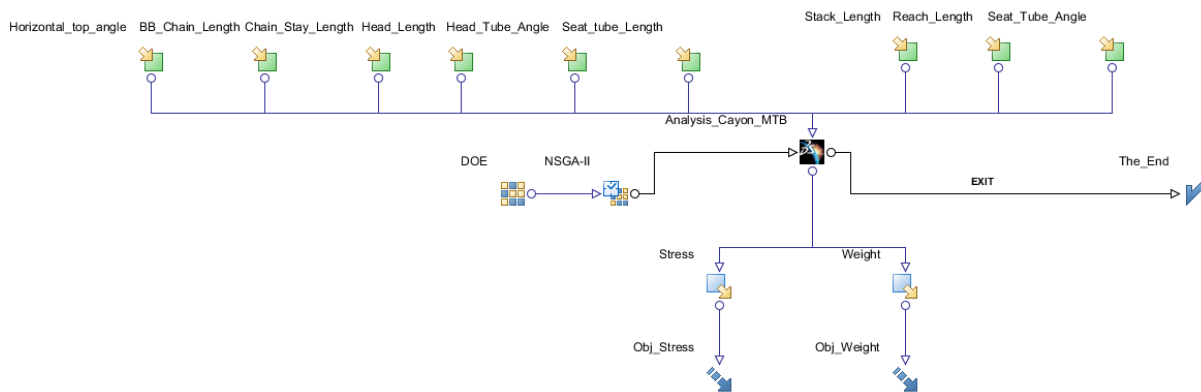 Horizontal_top_angle BB_Chain_Length Chain_Stay_Length Head_Length Head_Tube_Angle Seat_tube_Length Stack_Length Reach_Length Seat_Tube_Angle
Analysis_Cayon_MTB
DOE NSGA-II The_End
EXIT
Stress Weight
Obj_Stress Obj_Weight